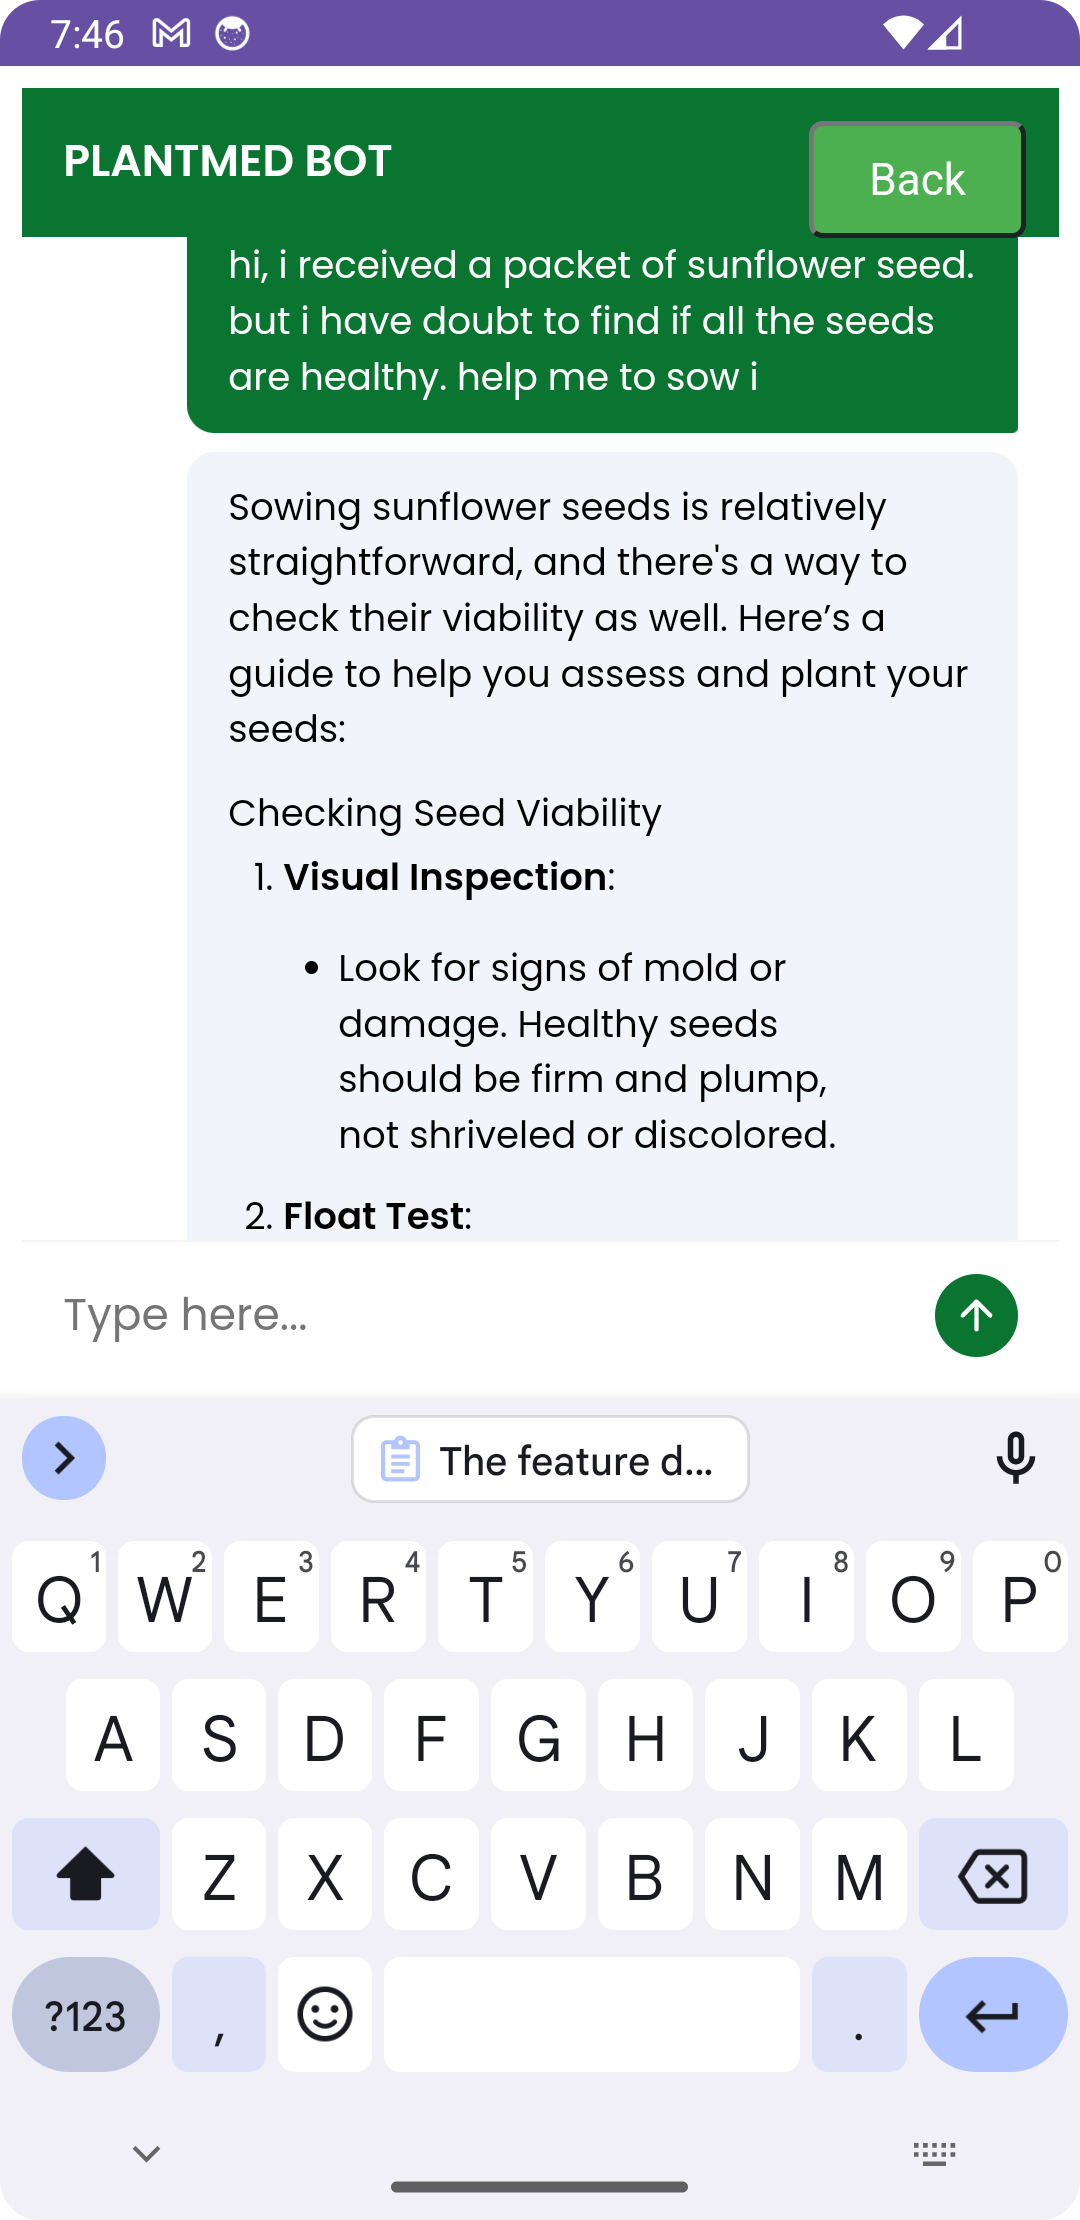 7:46
PLANTMED BOT
Back
hi, i received a packet of sunflower seed.
but i have doubt to find if all the seeds
are healthy. help me to sow i
Sowing sunflower seeds is relatively
straightforward, and there's a way to
check their viability as well. Here’s a
guide to help you assess and plant your
seeds:
Checking Seed Viability
1. Visual Inspection:
• Look for signs of mold or
damage. Healthy seeds
should be firm and plump,
not shriveled or discolored.
2. Float Test:
Type here...
The feature d...
1 2 3 4 5 6 7 8 9 0
Q W E R T Y U I O P
A S D F G H J K L
Z X C V B N M
?123 , .